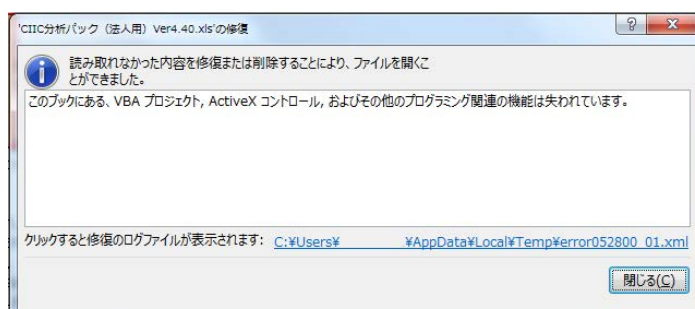 'CIIC分析パック（法人用）Ver4.40.xls'の修復
読み取れなかった内容を修復または削除することにより、ファイルを開くこ
とができました。
このブックにある、VBA プロジェクト, ActiveX コントロール, およびその他のプログラミング関連の機能は失われています。
クリックすると修復のログファイルが表示されます: C:¥Users¥ ¥AppData¥Local¥Temp¥error052800_01.xml
閉じる(C)